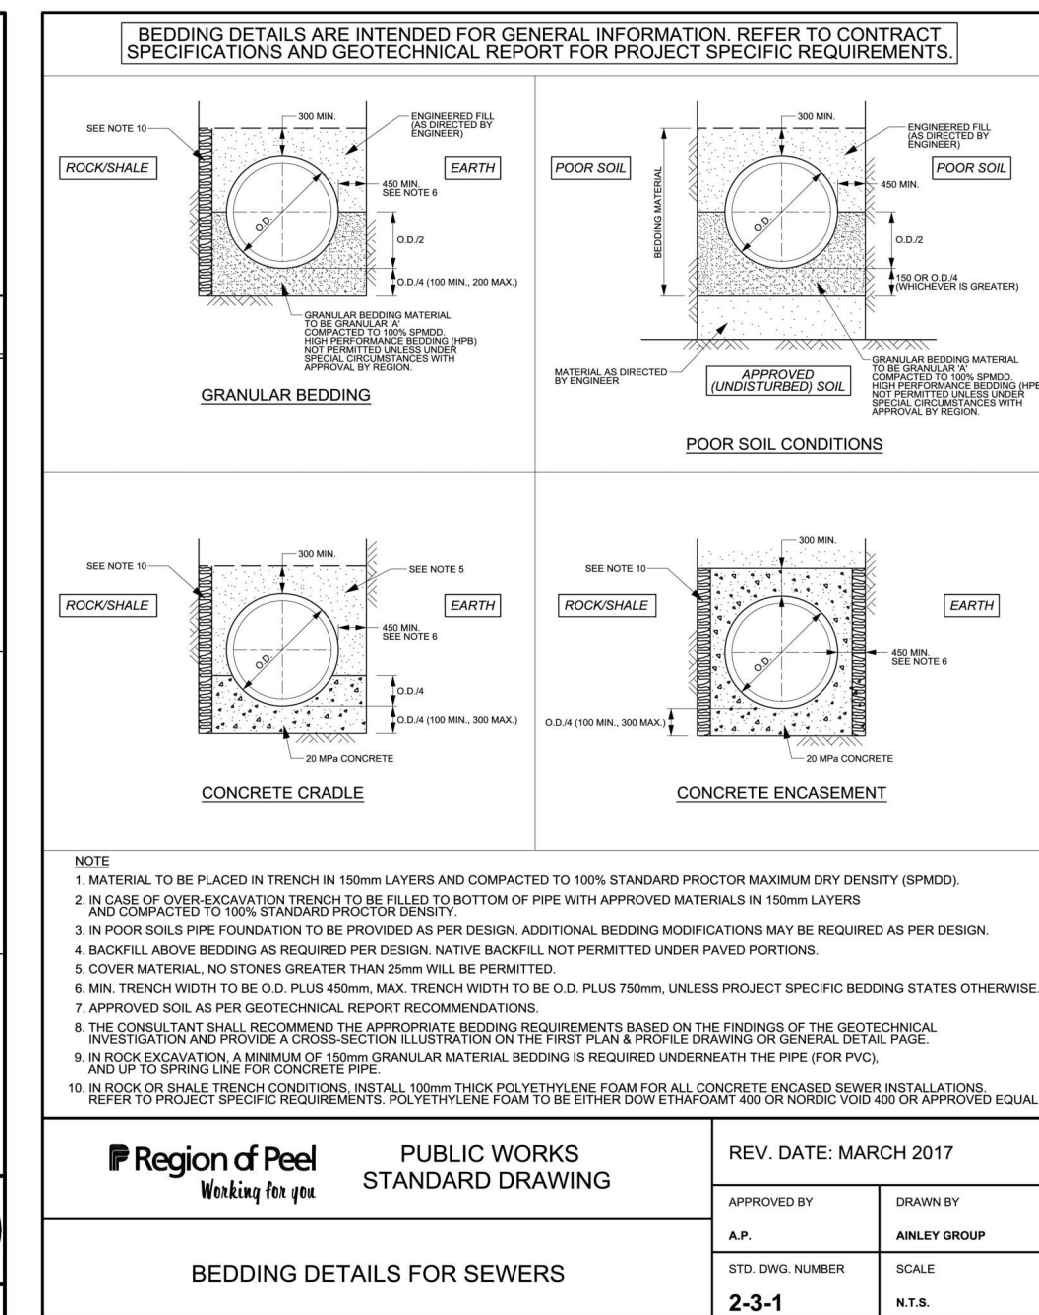 BEDDING DETAILS ARE INTENDED FOR GENERAL INFORMATION. REFER TO CONTRACT
SPECIFICATIONS AND GEOTECHNICAL REPORT FOR PROJECT SPECIFIC REQUIREMENTS.
SEE NOTE 10
300 MIN.
ENGINEERED FILL
(AS DIRECTED BY
ENGINEER)
ROCK/SHALE
EARTH
450 MIN.
SEE NOTE 6
O.D.
O.D./2
O.D./4 (100 MIN., 200 MAX.)
GRANULAR BEDDING MATERIAL
TO BE GRANULAR A'
COMPACTED TO 100% SPMDD.
HIGH PERFORMANCE BEDDING (HPB)
NOT PERMITTED UNLESS UNDER
SPECIAL CIRCUMSTANCES WITH
APPROVAL BY REGION.
GRANULAR BEDDING
300 MIN.
ENGINEERED FILL
(AS DIRECTED BY
ENGINEER)
POOR SOIL
POOR SOIL
450 MIN.
BEDDING MATERIAL
O.D.
O.D./2
150 OR O.D./4
(WHICHEVER IS GREATER)
MATERIAL AS DIRECTED
BY ENGINEER
APPROVED
(UNDISTURBED) SOIL
GRANULAR BEDDING MATERIAL
TO BE GRANULAR 'A'
COMPACTED TO 100% SPMDD.
HIGH PERFORMANCE BEDDING (HPB
NOT PERMITTED UNLESS UNDER
SPECIAL CIRCUMSTANCES WITH
APPROVAL BY REGION.
POOR SOIL CONDITIONS
SEE NOTE 10
300 MIN.
SEE NOTE 5
ROCK/SHALE
EARTH
450 MIN.
SEE NOTE 6
O.D.
O.D./4
O.D./4 (100 MIN., 300 MAX.)
20 MPa CONCRETE
CONCRETE CRADLE
SEE NOTE 10
300 MIN.
ROCK/SHALE
EARTH
450 MIN.
SEE NOTE 6
O.D.
O.D./4 (100 MIN., 300 MAX.)
20 MPa CONCRETE
CONCRETE ENCASEMENT
NOTE
1. MATERIAL TO BE PLACED IN TRENCH IN 150mm LAYERS AND COMPACTED TO 100% STANDARD PROCTOR MAXIMUM DRY DENSITY (SPMDD).
2. IN CASE OF OVER-EXCAVATION TRENCH TO BE FILLED TO BOTTOM OF PIPE WITH APPROVED MATERIALS IN 150mm LAYERS
AND COMPACTED TO 100% STANDARD PROCTOR DENSITY.
3. IN POOR SOILS PIPE FOUNDATION TO BE PROVIDED AS PER DESIGN. ADDITIONAL BEDDING MODIFICATIONS MAY BE REQUIRED AS PER DESIGN.
4. BACKFILL ABOVE BEDDING AS REQUIRED PER DESIGN. NATIVE BACKFILL NOT PERMITTED UNDER PAVED PORTIONS.
5. COVER MATERIAL, NO STONES GREATER THAN 25mm WILL BE PERMITTED.
6. MIN. TRENCH WIDTH TO BE O.D. PLUS 450mm, MAX. TRENCH WIDTH TO BE O.D. PLUS 750mm, UNLESS PROJECT SPECIFIC BEDDING STATES OTHERWISE.
7. APPROVED SOIL AS PER GEOTECHNICAL REPORT RECOMMENDATIONS.
8. THE CONSULTANT SHALL RECOMMEND THE APPROPRIATE BEDDING REQUIREMENTS BASED ON THE FINDINGS OF THE GEOTECHNICAL
INVESTIGATION AND PROVIDE A CROSS-SECTION ILLUSTRATION ON THE FIRST PLAN & PROFILE DRAWING OR GENERAL DETAIL PAGE.
9. IN ROCK EXCAVATION, A MINIMUM OF 150mm GRANULAR MATERIAL BEDDING IS REQUIRED UNDERNEATH THE PIPE (FOR PVC),
AND UP TO SPRING LINE FOR CONCRETE PIPE.
10. IN ROCK OR SHALE TRENCH CONDITIONS, INSTALL 100mm THICK POLYETHYLENE FOAM FOR ALL CONCRETE ENCASED SEWER INSTALLATIONS.
REFER TO PROJECT SPECIFIC REQUIREMENTS. POLYETHYLENE FOAM TO BE EITHER DOW ETHAFOAMT 400 OR NORDIC VOID 400 OR APPROVED EQUAL
Region of Peel
Working for you
PUBLIC WORKS
STANDARD DRAWING
REV. DATE: MARCH 2017
APPROVED BY
A.P.
DRAWN BY
AINLEY GROUP
BEDDING DETAILS FOR SEWERS
STD. DWG. NUMBER
2-3-1
SCALE
N.T.S.